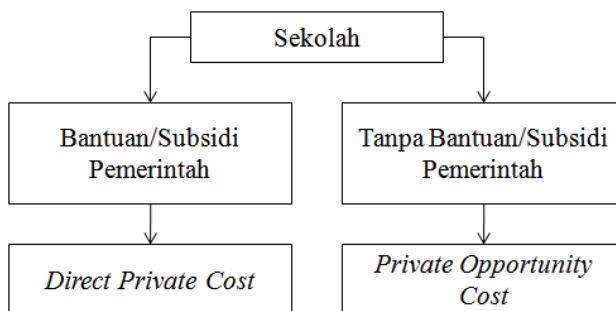 Sekolah
Bantuan/Subsidi
Pemerintah
Tanpa Bantuan/Subsidi
Pemerintah
Direct Private Cost
Private Opportunity
Cost